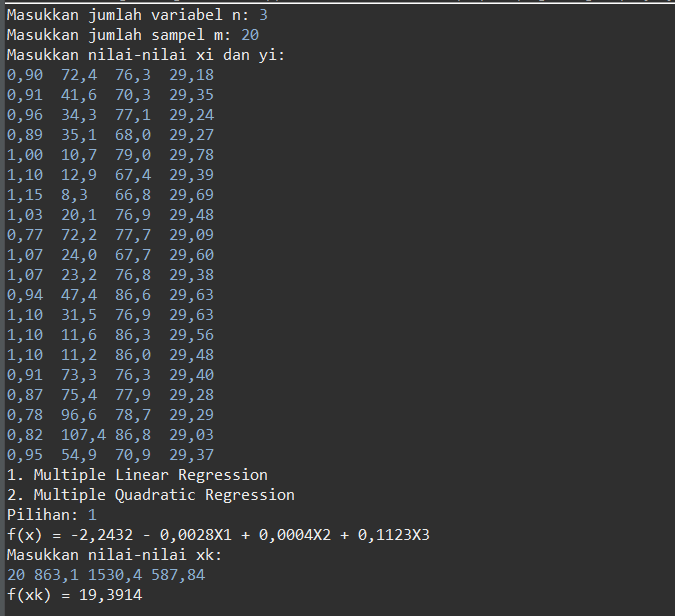 Masukkan jumlah variabel n: 3
Masukkan jumlah sampel m: 20
Masukkan nilai-nilai xi dan yi:
0,90 72,4 76,3 29,18
0,91 41,6 70,3 29,35
0,96 34,3 77,1 29,24
0,89 35,1 68,0 29,27
1,00 10,7 79,0 29,78
1,10 12,9 67,4 29,39
1,15 8,3 66,8 29,69
1,03 20,1 76,9 29,48
0,77 72,2 77,7 29,09
1,07 24,0 67,7 29,60
1,07 23,2 76,8 29,38
0,94 47,4 86,6 29,63
1,10 31,5 76,9 29,63
1,10 11,6 86,3 29,56
1,10 11,2 86,0 29,48
0,91 73,3 76,3 29,40
0,87 75,4 77,9 29,28
0,78 96,6 78,7 29,29
0,82 107,4 86,8 29,03
0,95 54,9 70,9 29,37
1. Multiple Linear Regression
2. Multiple Quadratic Regression
Pilihan: 1
f(x) = -2,2432 - 0,0028X1 + 0,0004X2 + 0,1123X3
Masukkan nilai-nilai xk:
20 863,1 1530,4 587,84
f(xk) = 19,3914